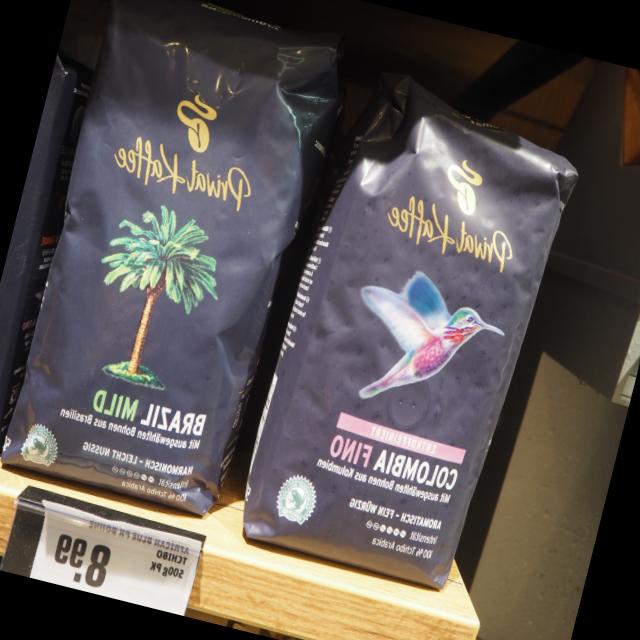 Privat Kaffee
BRAZIL MILD
Mit ausgewählten Bohnen aus Brasilien
HARMONISCH - LEICHT NUSSIG
Intensität
100% Tchibo Arabica
Privat Kaffee
ENTKOFFEINIERT
COLOMBIA FINO
Mit ausgewählten Bohnen aus Kolumbien
AROMATISCH - FEIN WÜRZIG
Intensität
100% Tchibo Arabica
AFRICAN BLUE
TCHIBO
500g PK
8.99